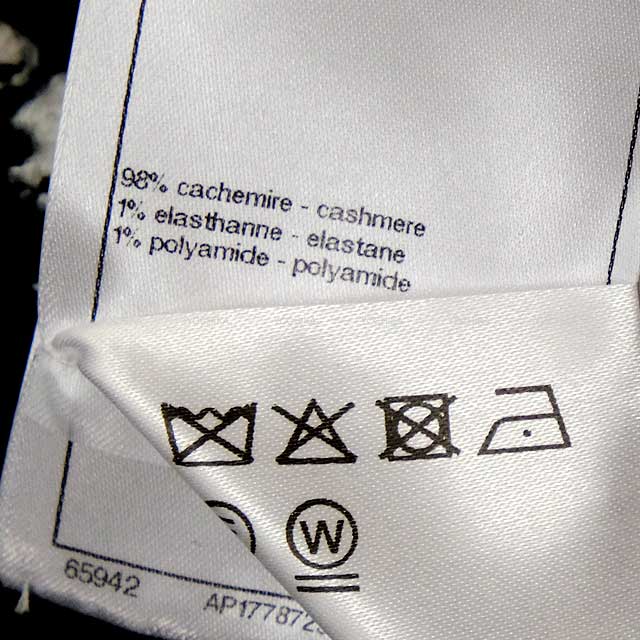 98% cachemire - cashmere
1% elasthanne - elastane
1% polyamide - polyamide
W
65942